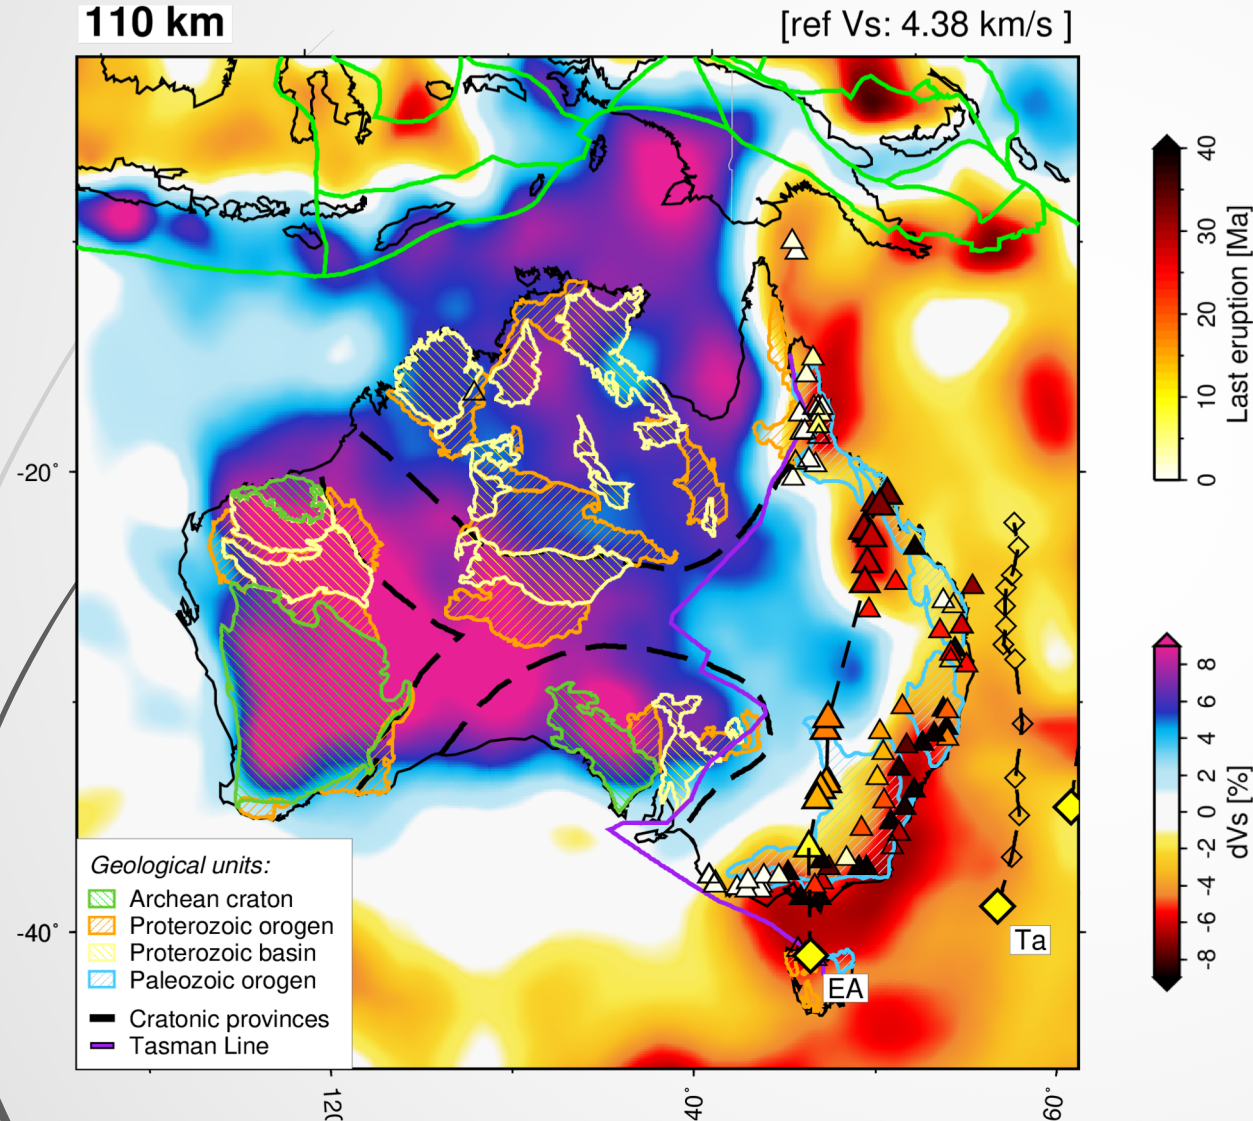 110 km
[ref Vs: 4.38 km/s ]
40
30
20
10
0
Last eruption [Ma]
-20°
-40°
8
6
4
2
0
-2
-4
-6
-8
dVs [%]
Ta
EA
Geological units:
Archean craton
Proterozoic orogen
Proterozoic basin
Paleozoic orogen
Cratonic provinces
Tasman Line
120
40°
60°